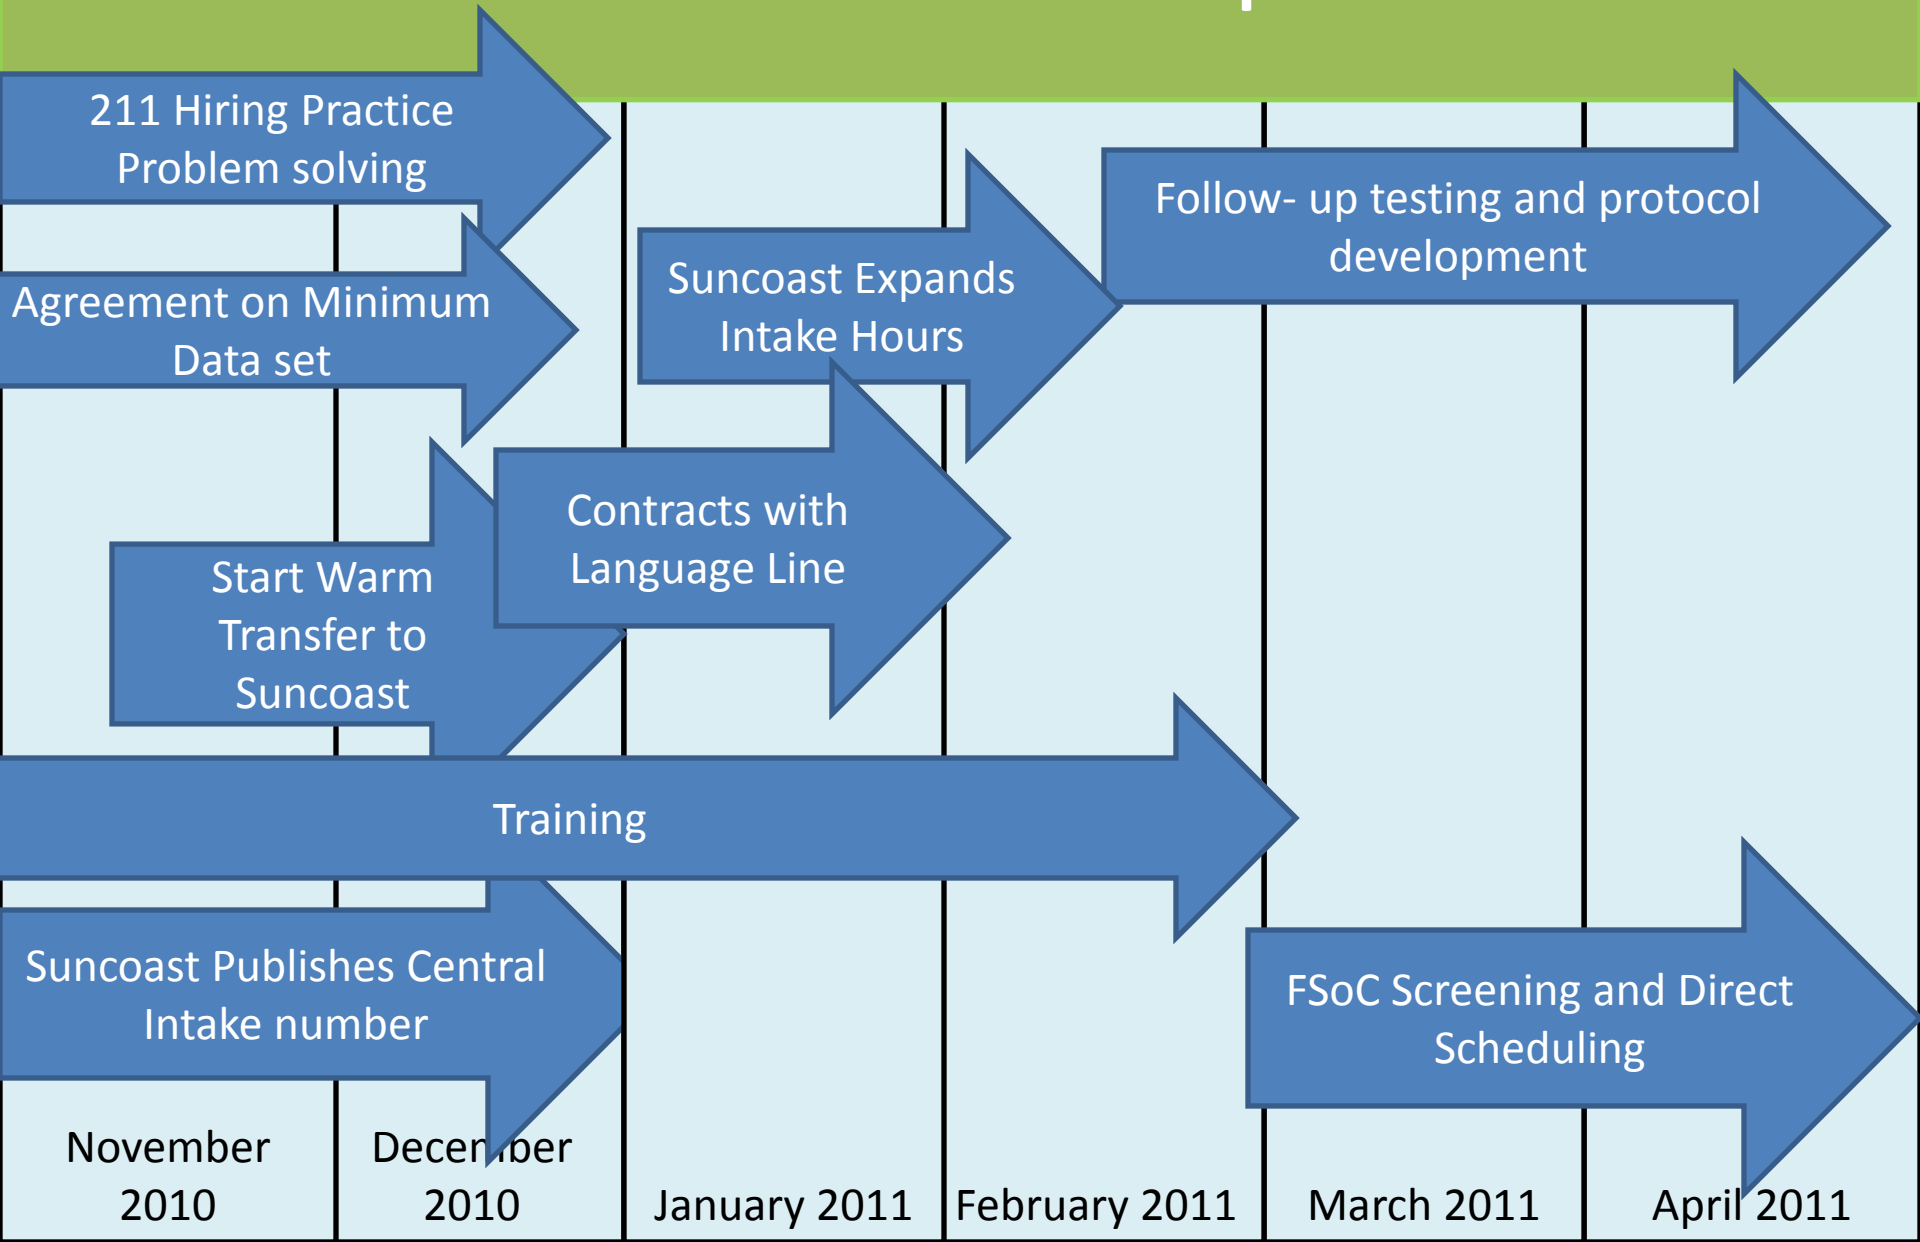 211 Hiring Practice
Problem solving
Agreement on Minimum
Data set
Suncoast Expands
Intake Hours
Follow- up testing and protocol
development
Contracts with
Language Line
Start Warm
Transfer to
Suncoast
Training
Suncoast Publishes Central
Intake number
FSoC Screening and Direct
Scheduling
November
2010
December
2010
January 2011
February 2011
March 2011
April 2011